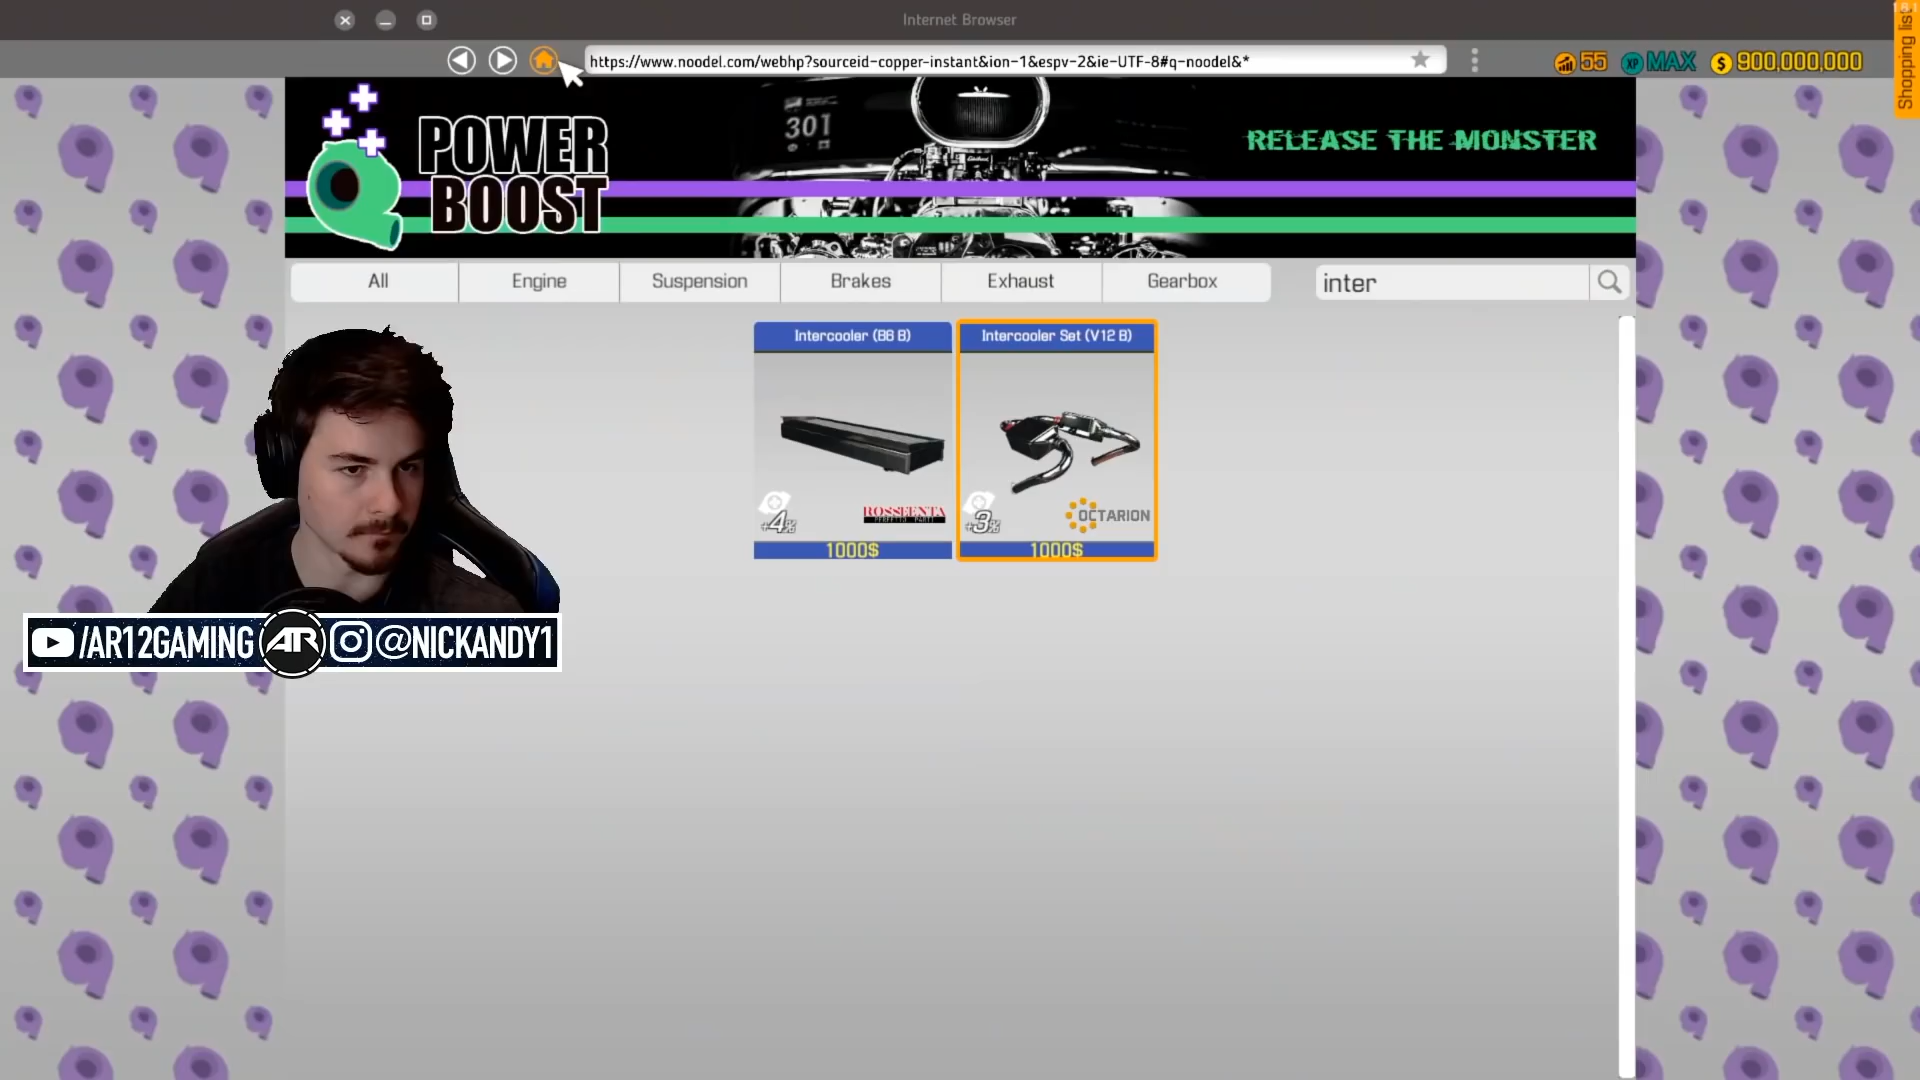 Internet Browser
https://www.noodel.com/webhp?sourceid-copper-instant&ion-1&espv-2&ie-UTF-8#q-noodel&*
55
XP MAX
$ 900,000,000
Shopping list
POWER
BOOST
301
RELEASE THE MONSTER
All
Engine
Suspension
Brakes
Exhaust
Gearbox
inter
Intercooler (B6 B)
+4%
ROSSEENTA
1000$
Intercooler Set (V12 B)
+3%
OCTARION
1000$
/AR12GAMING
AR
@NICKANDY1